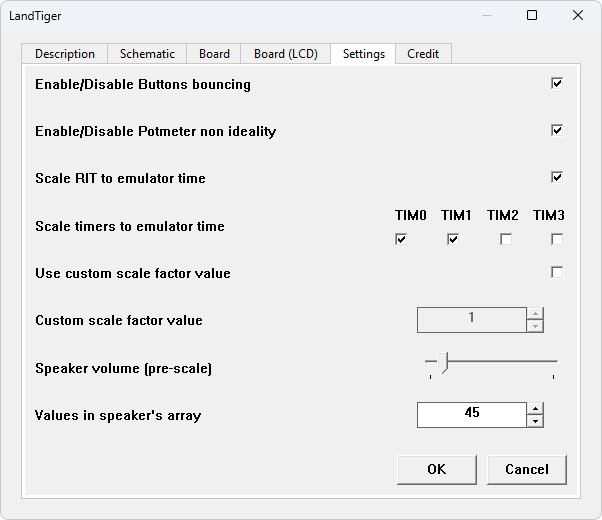 LandTiger
Description Schematic Board Board (LCD) Settings Credit
Enable/Disable Buttons bouncing
Enable/Disable Potmeter non ideality
Scale RIT to emulator time
TIM0 TIM1 TIM2 TIM3
Scale timers to emulator time
Use custom scale factor value
Custom scale factor value 1
Speaker volume (pre-scale)
Values in speaker's array 45
OK Cancel